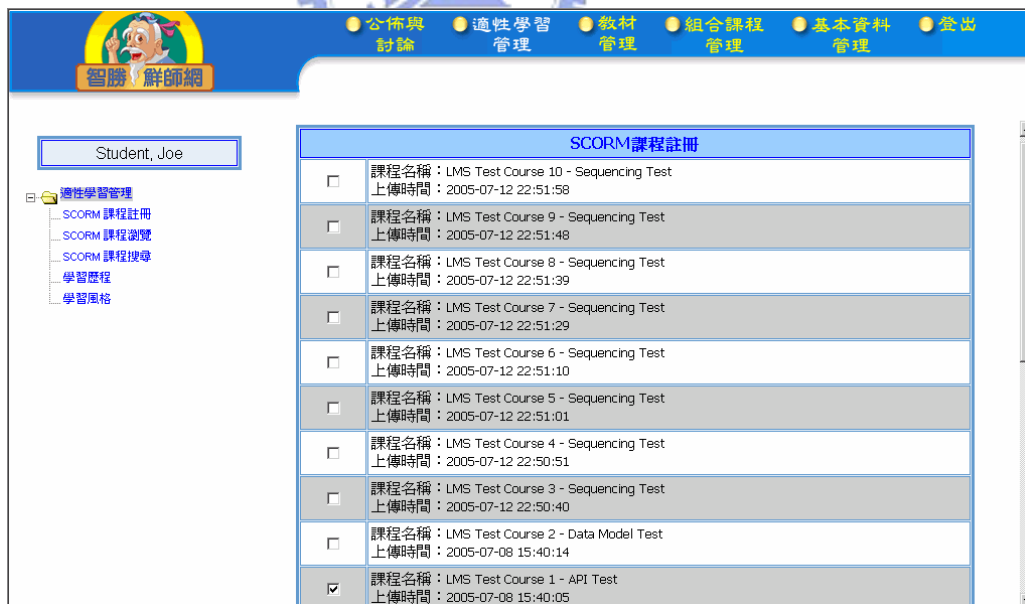 公佈與討論
適性學習管理
教材管理
組合課程管理
基本資料管理
登出
智勝鮮師網
Student, Joe
適性學習管理
SCORM 課程註冊
SCORM 課程瀏覽
SCORM 課程搜尋
學習歷程
學習風格
SCORM課程註冊
課程名稱：LMS Test Course 10 - Sequencing Test
上傳時間：2005-07-12 22:51:58
課程名稱：LMS Test Course 9 - Sequencing Test
上傳時間：2005-07-12 22:51:48
課程名稱：LMS Test Course 8 - Sequencing Test
上傳時間：2005-07-12 22:51:39
課程名稱：LMS Test Course 7 - Sequencing Test
上傳時間：2005-07-12 22:51:29
課程名稱：LMS Test Course 6 - Sequencing Test
上傳時間：2005-07-12 22:51:10
課程名稱：LMS Test Course 5 - Sequencing Test
上傳時間：2005-07-12 22:51:01
課程名稱：LMS Test Course 4 - Sequencing Test
上傳時間：2005-07-12 22:50:51
課程名稱：LMS Test Course 3 - Sequencing Test
上傳時間：2005-07-12 22:50:40
課程名稱：LMS Test Course 2 - Data Model Test
上傳時間：2005-07-08 15:40:14
課程名稱：LMS Test Course 1 - API Test
上傳時間：2005-07-08 15:40:05